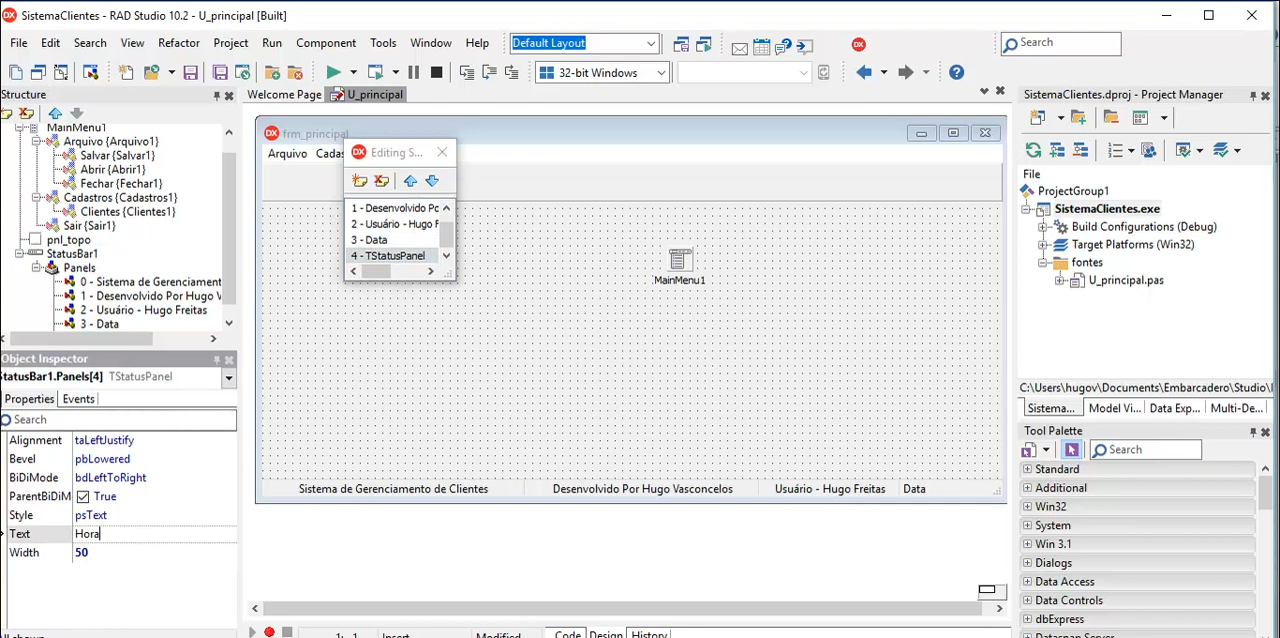 SistemaClientes - RAD Studio 10.2 - U_principal [Built]
File Edit Search View Refactor Project Run Component Tools Window Help Default Layout Search
32-bit Windows
Structure
MainMenu1
Arquivo {Arquivo1}
Salvar {Salvar1}
Abrir {Abrir1}
Fechar {Fechar1}
Cadastros {Cadastros1}
Clientes {Clientes1}
Sair {Sair1}
pnl_topo
StatusBar1
Panels
0 - Sistema de Gerenciament
1 - Desenvolvido Por Hugo V
2 - Usuário - Hugo Freitas
3 - Data
Object Inspector
StatusBar1.Panels[4] TStatusPanel
Properties Events
Search
Alignment taLeftJustify
Bevel pbLowered
BiDiMode bdLeftToRight
ParentBiDiM True
Style psText
Text Hora
Width 50
Welcome Page U_principal
frm_principal
Arquivo Cadas
Editing S...
1 - Desenvolvido Pc
2 - Usuário - Hugo F
3 - Data
4 - TStatusPanel
MainMenu1
Sistema de Gerenciamento de Clientes Desenvolvido Por Hugo Vasconcelos Usuário - Hugo Freitas Data
1: 1 Insert Modified Code Design History
SistemaClientes.dproj - Project Manager
File
ProjectGroup1
SistemaClientes.exe
Build Configurations (Debug)
Target Platforms (Win32)
fontes
U_principal.pas
C:\Users\hugov\Documents\Embarcadero\Studio\
Sistema... Model Vi... Data Exp... Multi-De...
Tool Palette
Search
Standard
Additional
Win32
System
Win 3.1
Dialogs
Data Access
Data Controls
dbExpress
Datasnap Server